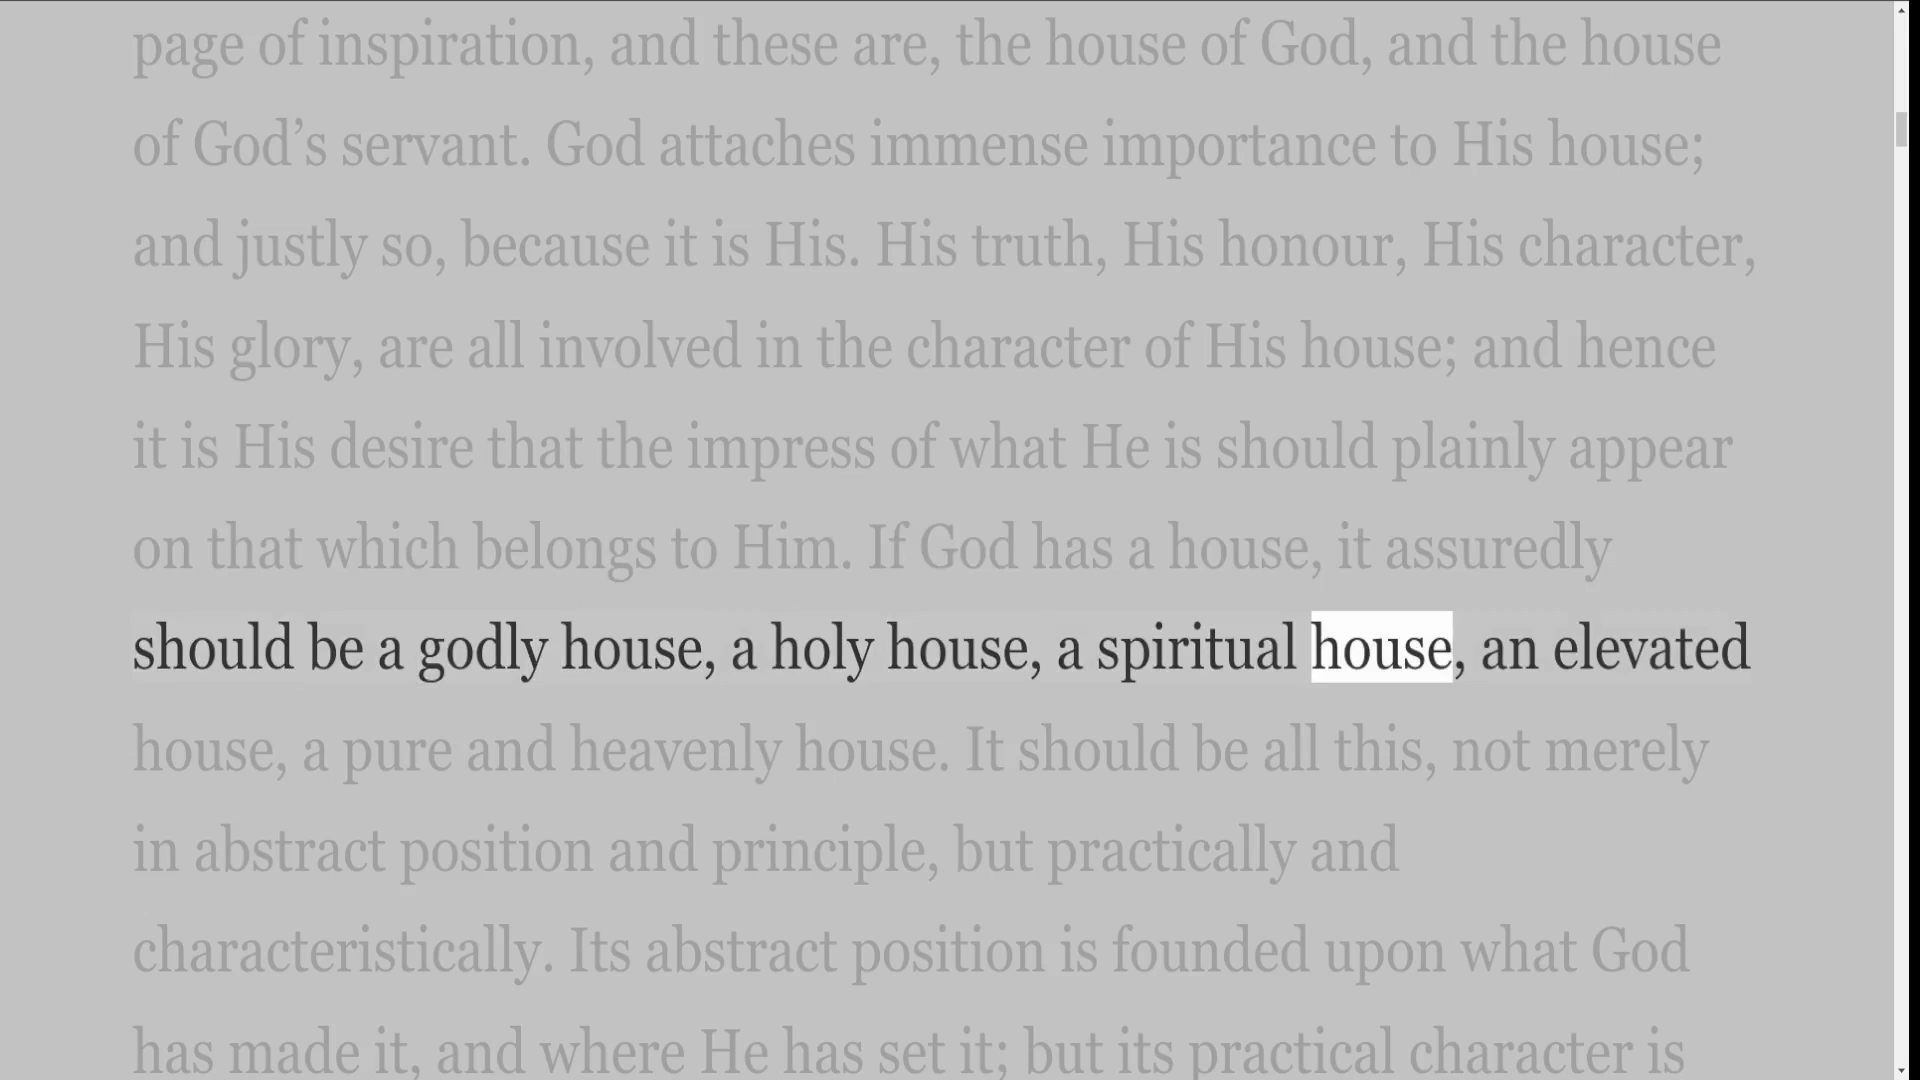 page of inspiration, and these are, the house of God, and the house
of God’s servant. God attaches immense importance to His house;
and justly so, because it is His. His truth, His honour, His character,
His glory, are all involved in the character of His house; and hence
it is His desire that the impress of what He is should plainly appear
on that which belongs to Him. If God has a house, it assuredly
should be a godly house, a holy house, a spiritual house, an elevated
house, a pure and heavenly house. It should be all this, not merely
in abstract position and principle, but practically and
characteristically. Its abstract position is founded upon what God
has made it, and where He has set it; but its practical character is